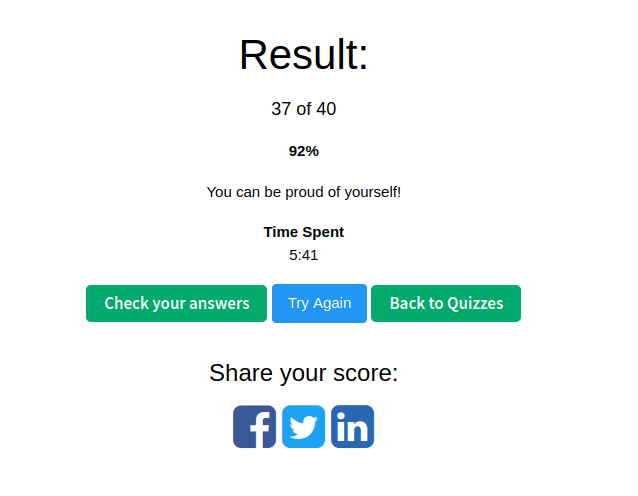 Result:
37 of 40
92%
You can be proud of yourself!
Time Spent
5:41
Check your answers Try Again Back to Quizzes
Share your score: